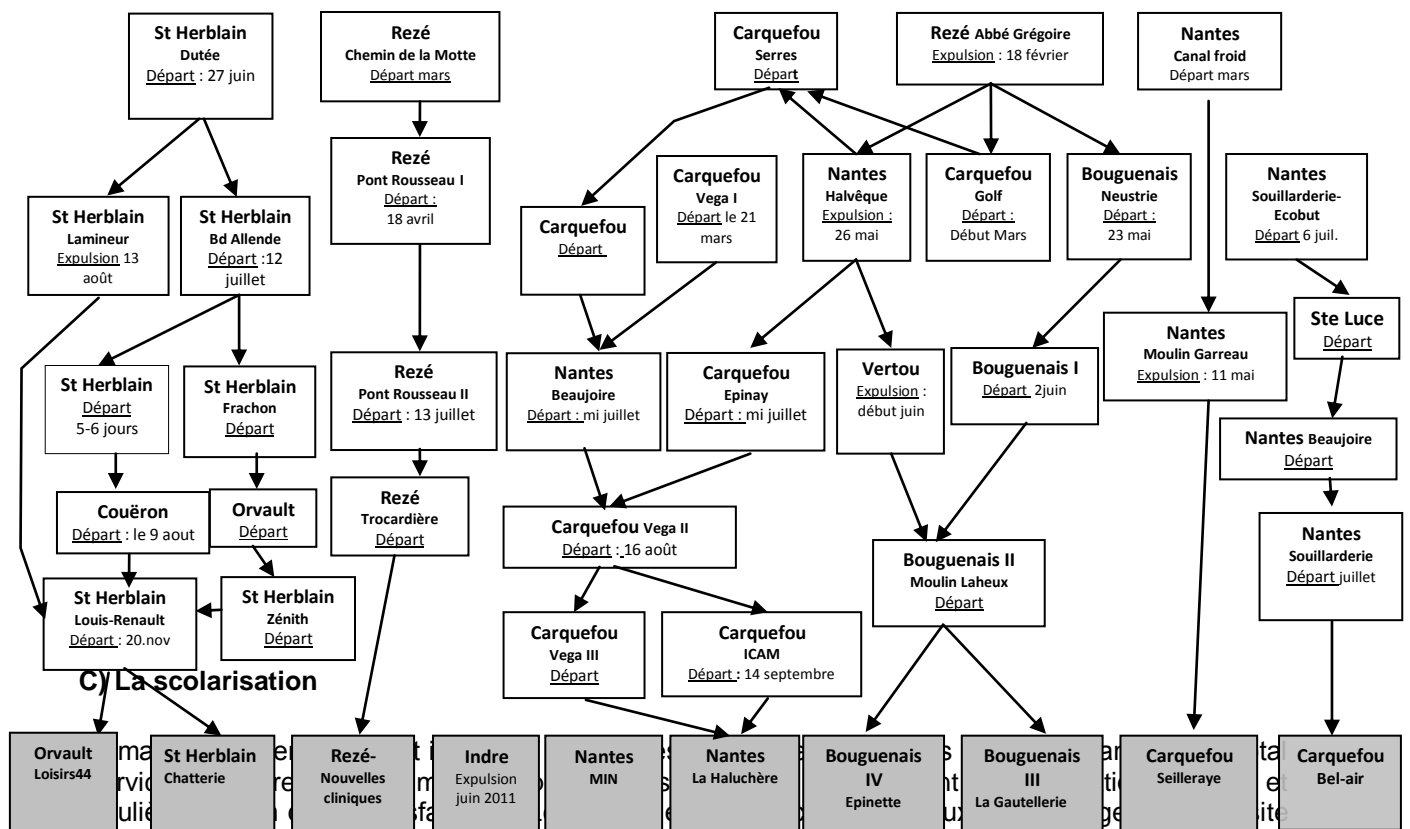 St Herblain
Dutée
Départ : 27 juin
Rezé
Chemin de la Motte
Départ mars
Carquefou
Serres
Départ
Rezé Abbé Grégoire
Expulsion : 18 février
Nantes
Canal froid
Départ mars
St Herblain
Lamineur
Expulsion 13
août
St Herblain
Bd Allende
Départ :12
juillet
Rezé
Pont Rousseau I
Départ :
18 avril
Carquefou
Départ
Carquefou
Vega I
Départ le 21
mars
Nantes
Halvêque
Expulsion :
26 mai
Carquefou
Golf
Départ :
Début Mars
Bouguenais
Neustrie
Départ :
23 mai
Nantes
Souillarderie-
Ecobut
Départ 6 juil.
St Herblain
Départ
5-6 jours
St Herblain
Frachon
Départ
Rezé
Pont Rousseau II
Départ : 13 juillet
Nantes
Beaujoire
Départ : mi juillet
Carquefou
Epinay
Départ : mi juillet
Vertou
Expulsion :
début juin
Bouguenais I
Départ 2juin
Nantes
Moulin Garreau
Expulsion : 11 mai
Ste Luce
Départ
Nantes Beaujoire
Départ
Couëron
Départ : le 9 aout
Orvault
Départ
Rezé
Trocardière
Départ
Carquefou Vega II
Départ : 16 août
Bouguenais II
Moulin Laheux
Départ
Nantes
Souillarderie
Départ juillet
St Herblain
Louis-Renault
Départ : 20.nov
St Herblain
Zénith
Départ
Carquefou
Vega III
Départ
Carquefou
ICAM
Départ : 14 septembre
C) La scolarisation
Orvault
Loisirs44
St Herblain
Chatterie
Rezé-
Nouvelles
cliniques
Indre
Expulsion
juin 2011
Nantes
MIN
Nantes
La Haluchère
Bouguenais
IV
Epinette
Bouguenais
III
La Gautellerie
Carquefou
Seilleraye
Carquefou
Bel-air